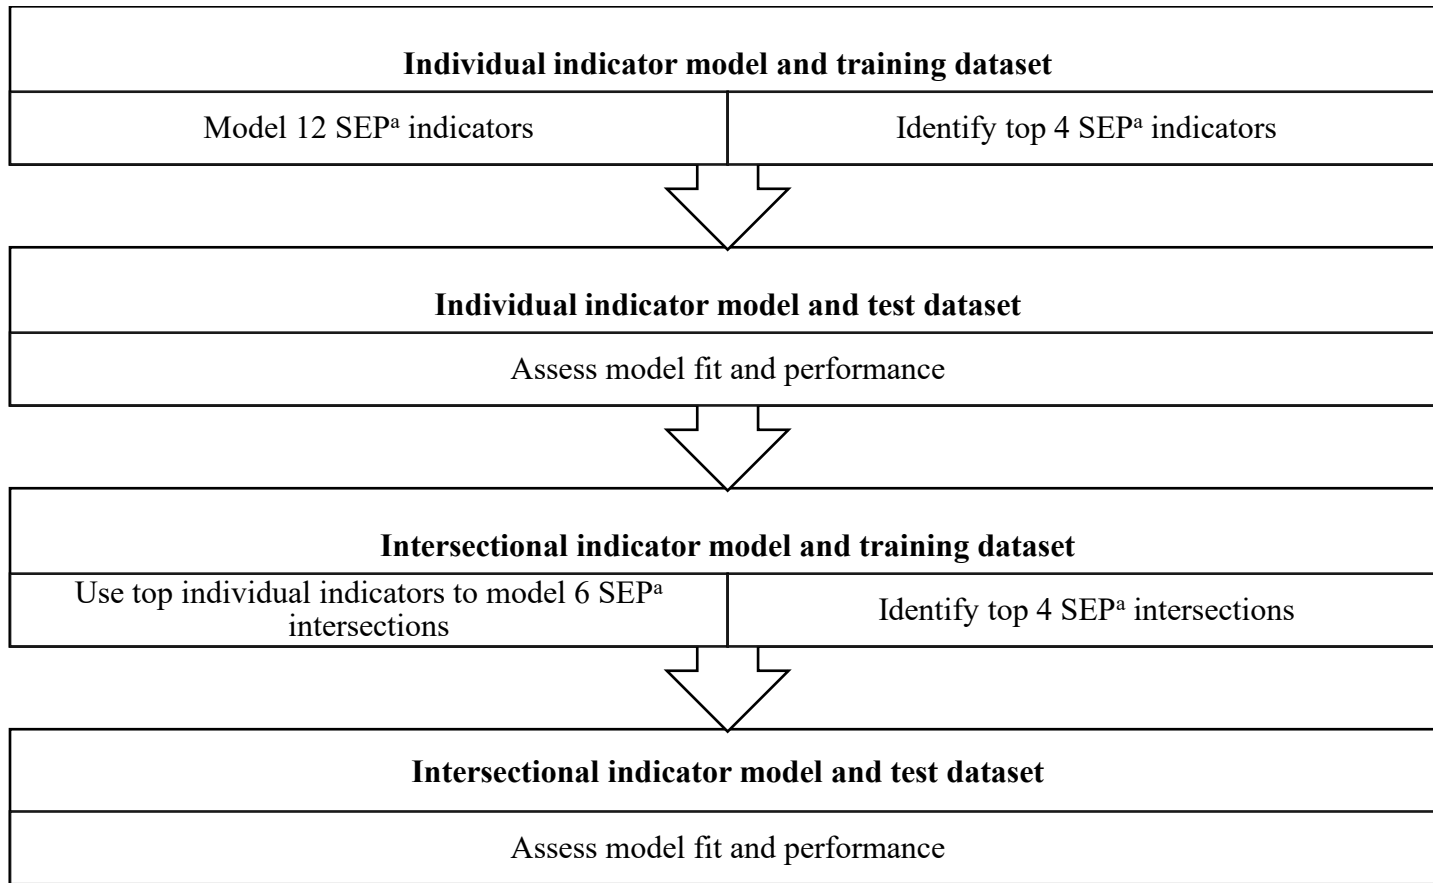 Individual indicator model and training dataset
Model 12 SEPᵃ indicators
Identify top 4 SEPᵃ indicators
Individual indicator model and test dataset
Assess model fit and performance
Intersectional indicator model and training dataset
Use top individual indicators to model 6 SEPᵃ
intersections
Identify top 4 SEPᵃ intersections
Intersectional indicator model and test dataset
Assess model fit and performance